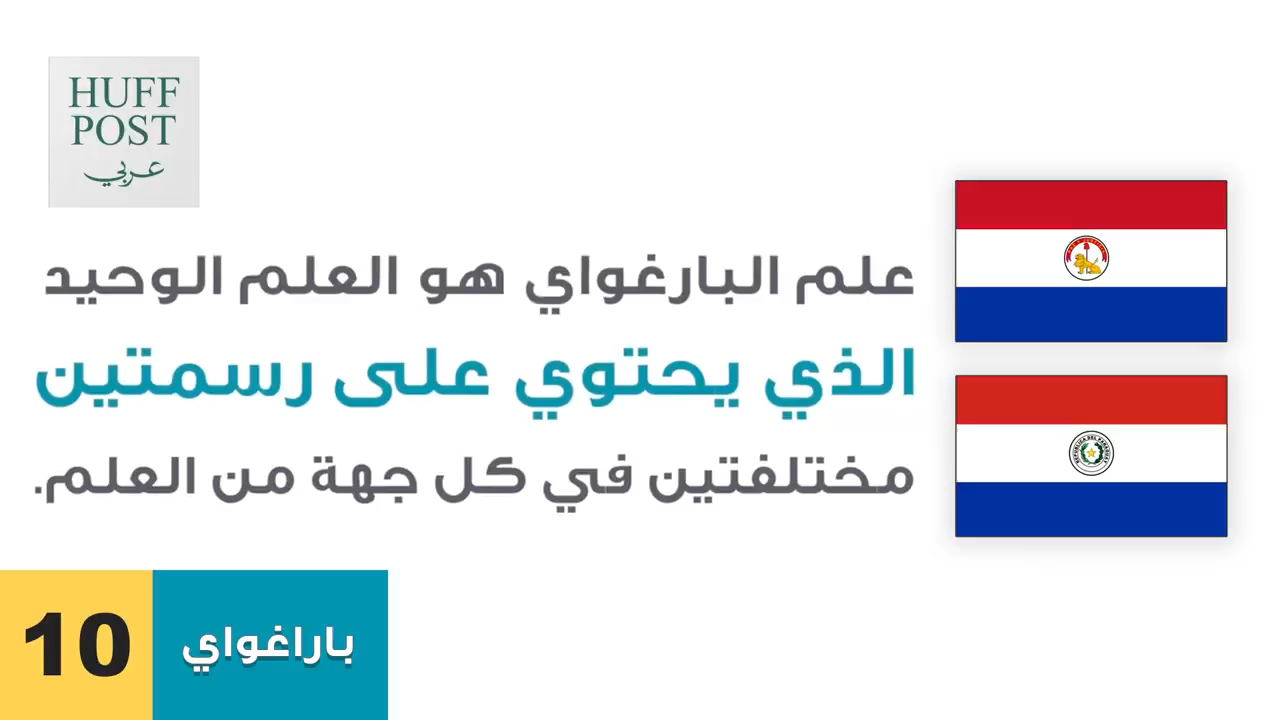 HUFF
POST
عربي
علم البارغواي هو العلم الوحيد
الذي يحتوي على رسمتين
مختلفتين في كل جهة من العلم.
10
باراغواي